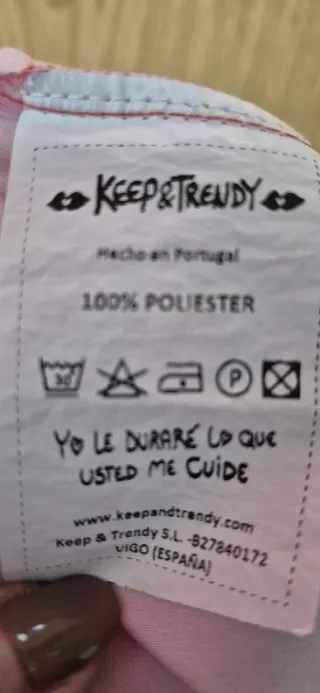 KEEP&TRENDY
Hecho en Portugal
100% POLIESTER
30 P
YO LE DURARÉ LO QUE
USTED ME CUIDE
www.keepandtrendy.com
Keep & Trendy S.L. -B27840172
VIGO (ESPAÑA)